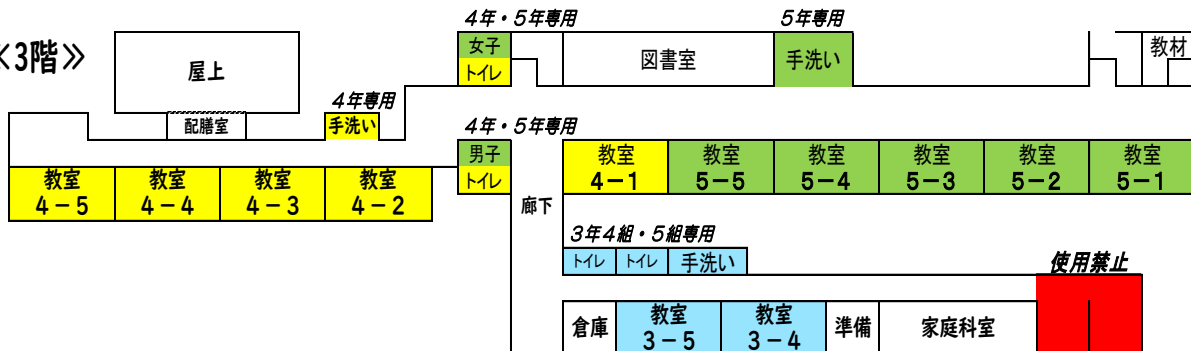 ≪3階≫
4年・5年専用
5年専用
女子
トイレ
図書室
手洗い
教材
屋上
4年専用
配膳室
手洗い
4年・5年専用
男子
トイレ
教室
4－1
教室
5－5
教室
5－4
教室
5－3
教室
5－2
教室
5－1
教室
4－5
教室
4－4
教室
4－3
教室
4－2
廊下
3年4組・5組専用
トイレ
トイレ
手洗い
使用禁止
倉庫
教室
3－5
教室
3－4
準備
家庭科室